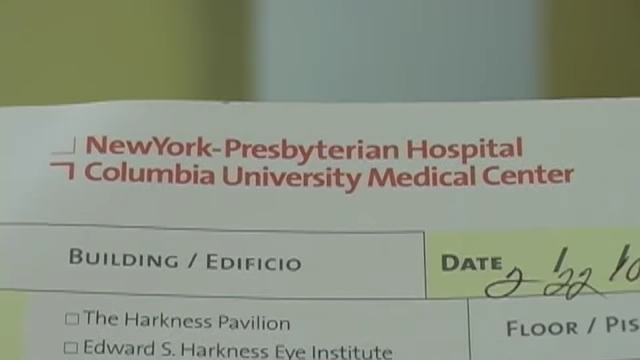 NewYork-Presbyterian Hospital
Columbia University Medical Center
BUILDING / EDIFICIO
DATE 2/22/10
The Harkness Pavilion
FLOOR / PIS
Edward S. Harkness Eye Institute